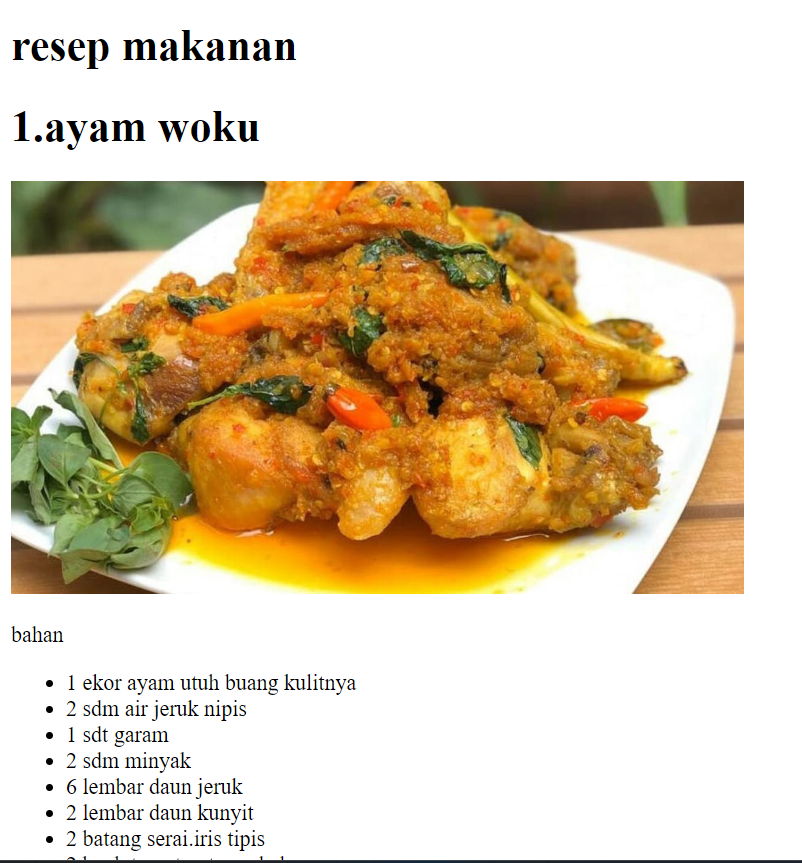 resep makanan
1.ayam woku
bahan
1 ekor ayam utuh buang kulitnya
2 sdm air jeruk nipis
1 sdt garam
2 sdm minyak
6 lembar daun jeruk
2 lembar daun kunyit
2 batang serai.iris tipis